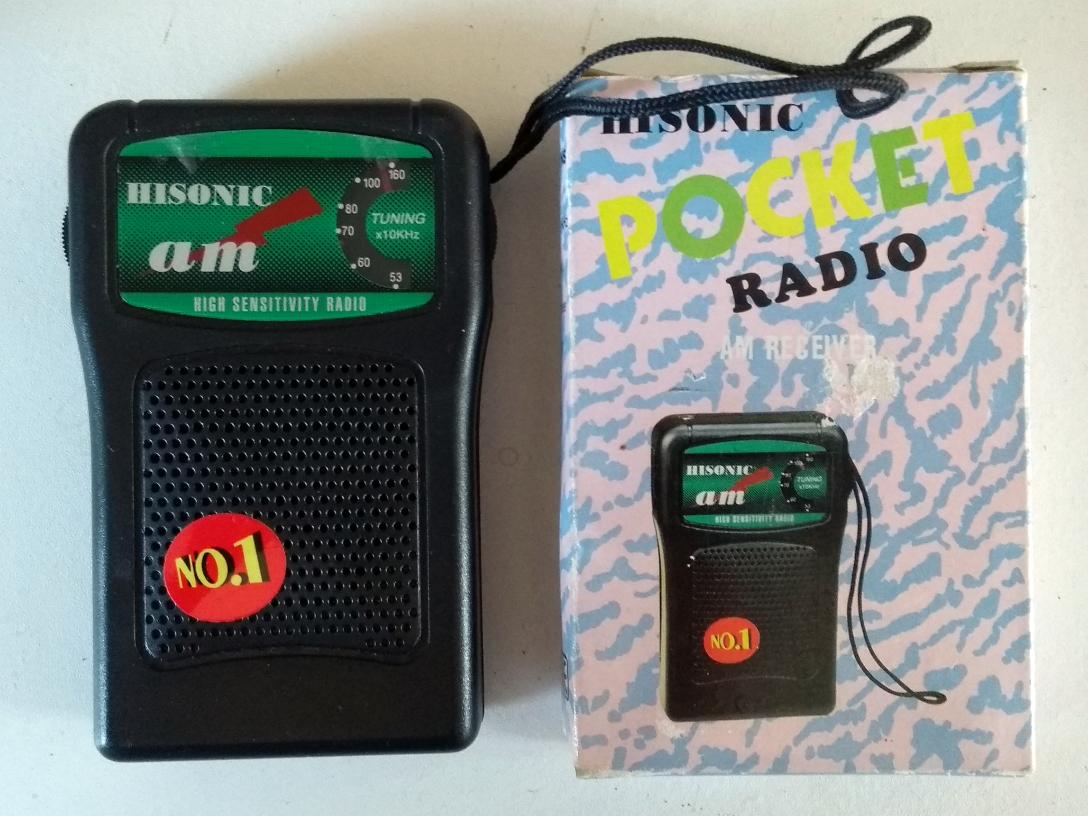 HISONIC
am
160
100
80
70
60
53
TUNING
x10KHz
HIGH SENSITIVITY RADIO
NO.1
HISONIC
POCKET
RADIO
AM RECEIVER
HISONIC
am
TUNING
HIGH SENSITIVITY RADIO
NO.1